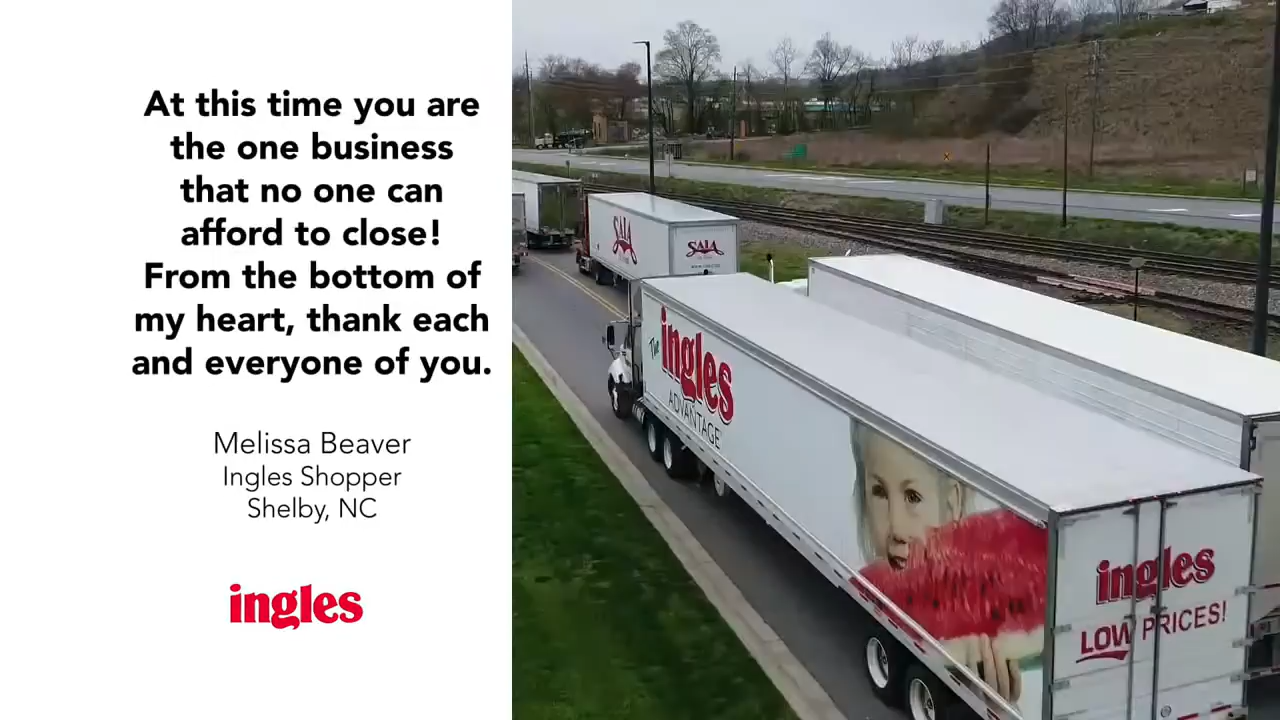 At this time you are
the one business
that no one can
afford to close!
From the bottom of
my heart, thank each
and everyone of you.
Melissa Beaver
Ingles Shopper
Shelby, NC
ingles
SAIA
SAIA
The
ingles
ADVANTAGE
ingles
LOW PRICES!